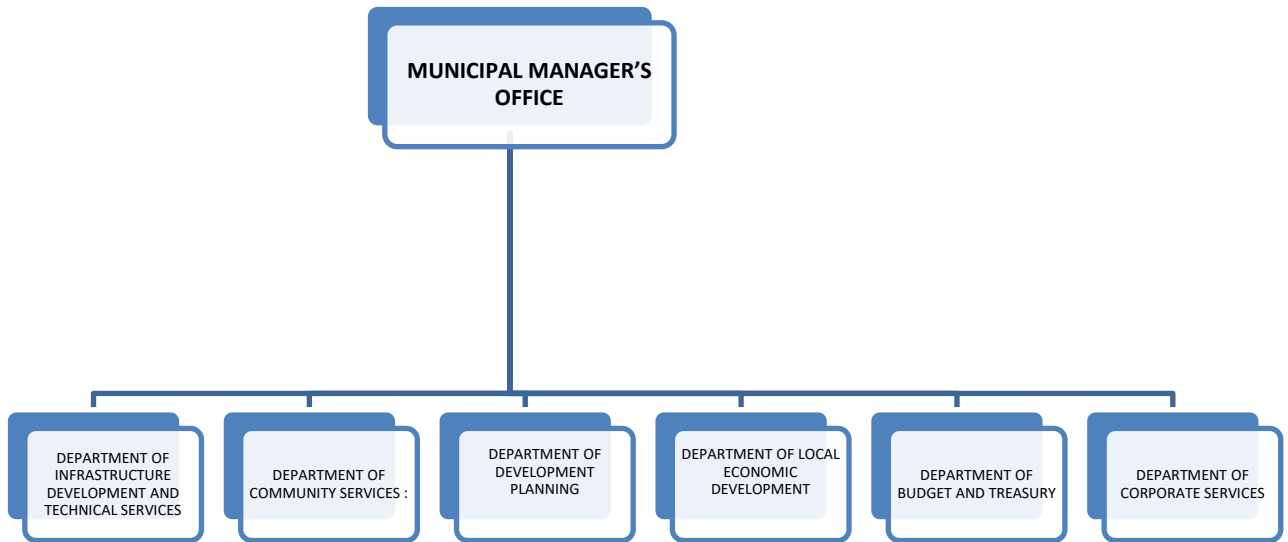 MUNICIPAL MANAGER’S
OFFICE
DEPARTMENT OF
INFRASTRUCTURE
DEVELOPMENT AND
TECHNICAL SERVICES
DEPARTMENT OF
COMMUNITY SERVICES :
DEPARTMENT OF
DEVELOPMENT
PLANNING
DEPARTMENT OF LOCAL
ECONOMIC
DEVELOPMENT
DEPARTMENT OF
BUDGET AND TREASURY
DEPARTMENT OF
CORPORATE SERVICES